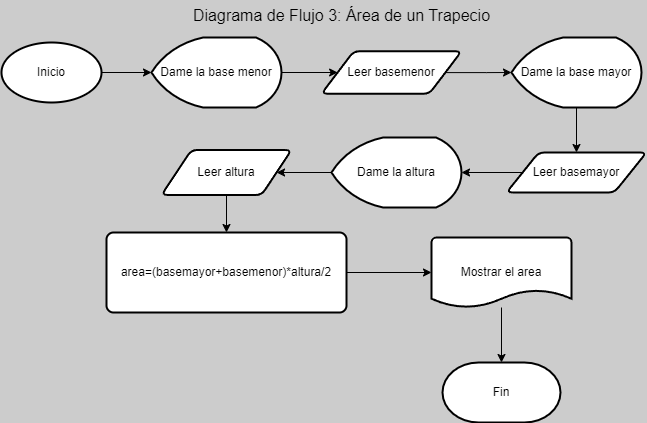 Diagrama de Flujo 3: Área de un Trapecio
Inicio
Dame la base menor
Leer basemenor
Dame la base mayor
Leer basemayor
Dame la altura
Leer altura
area=(basemayor+basemenor)*altura/2
Mostrar el area
Fin